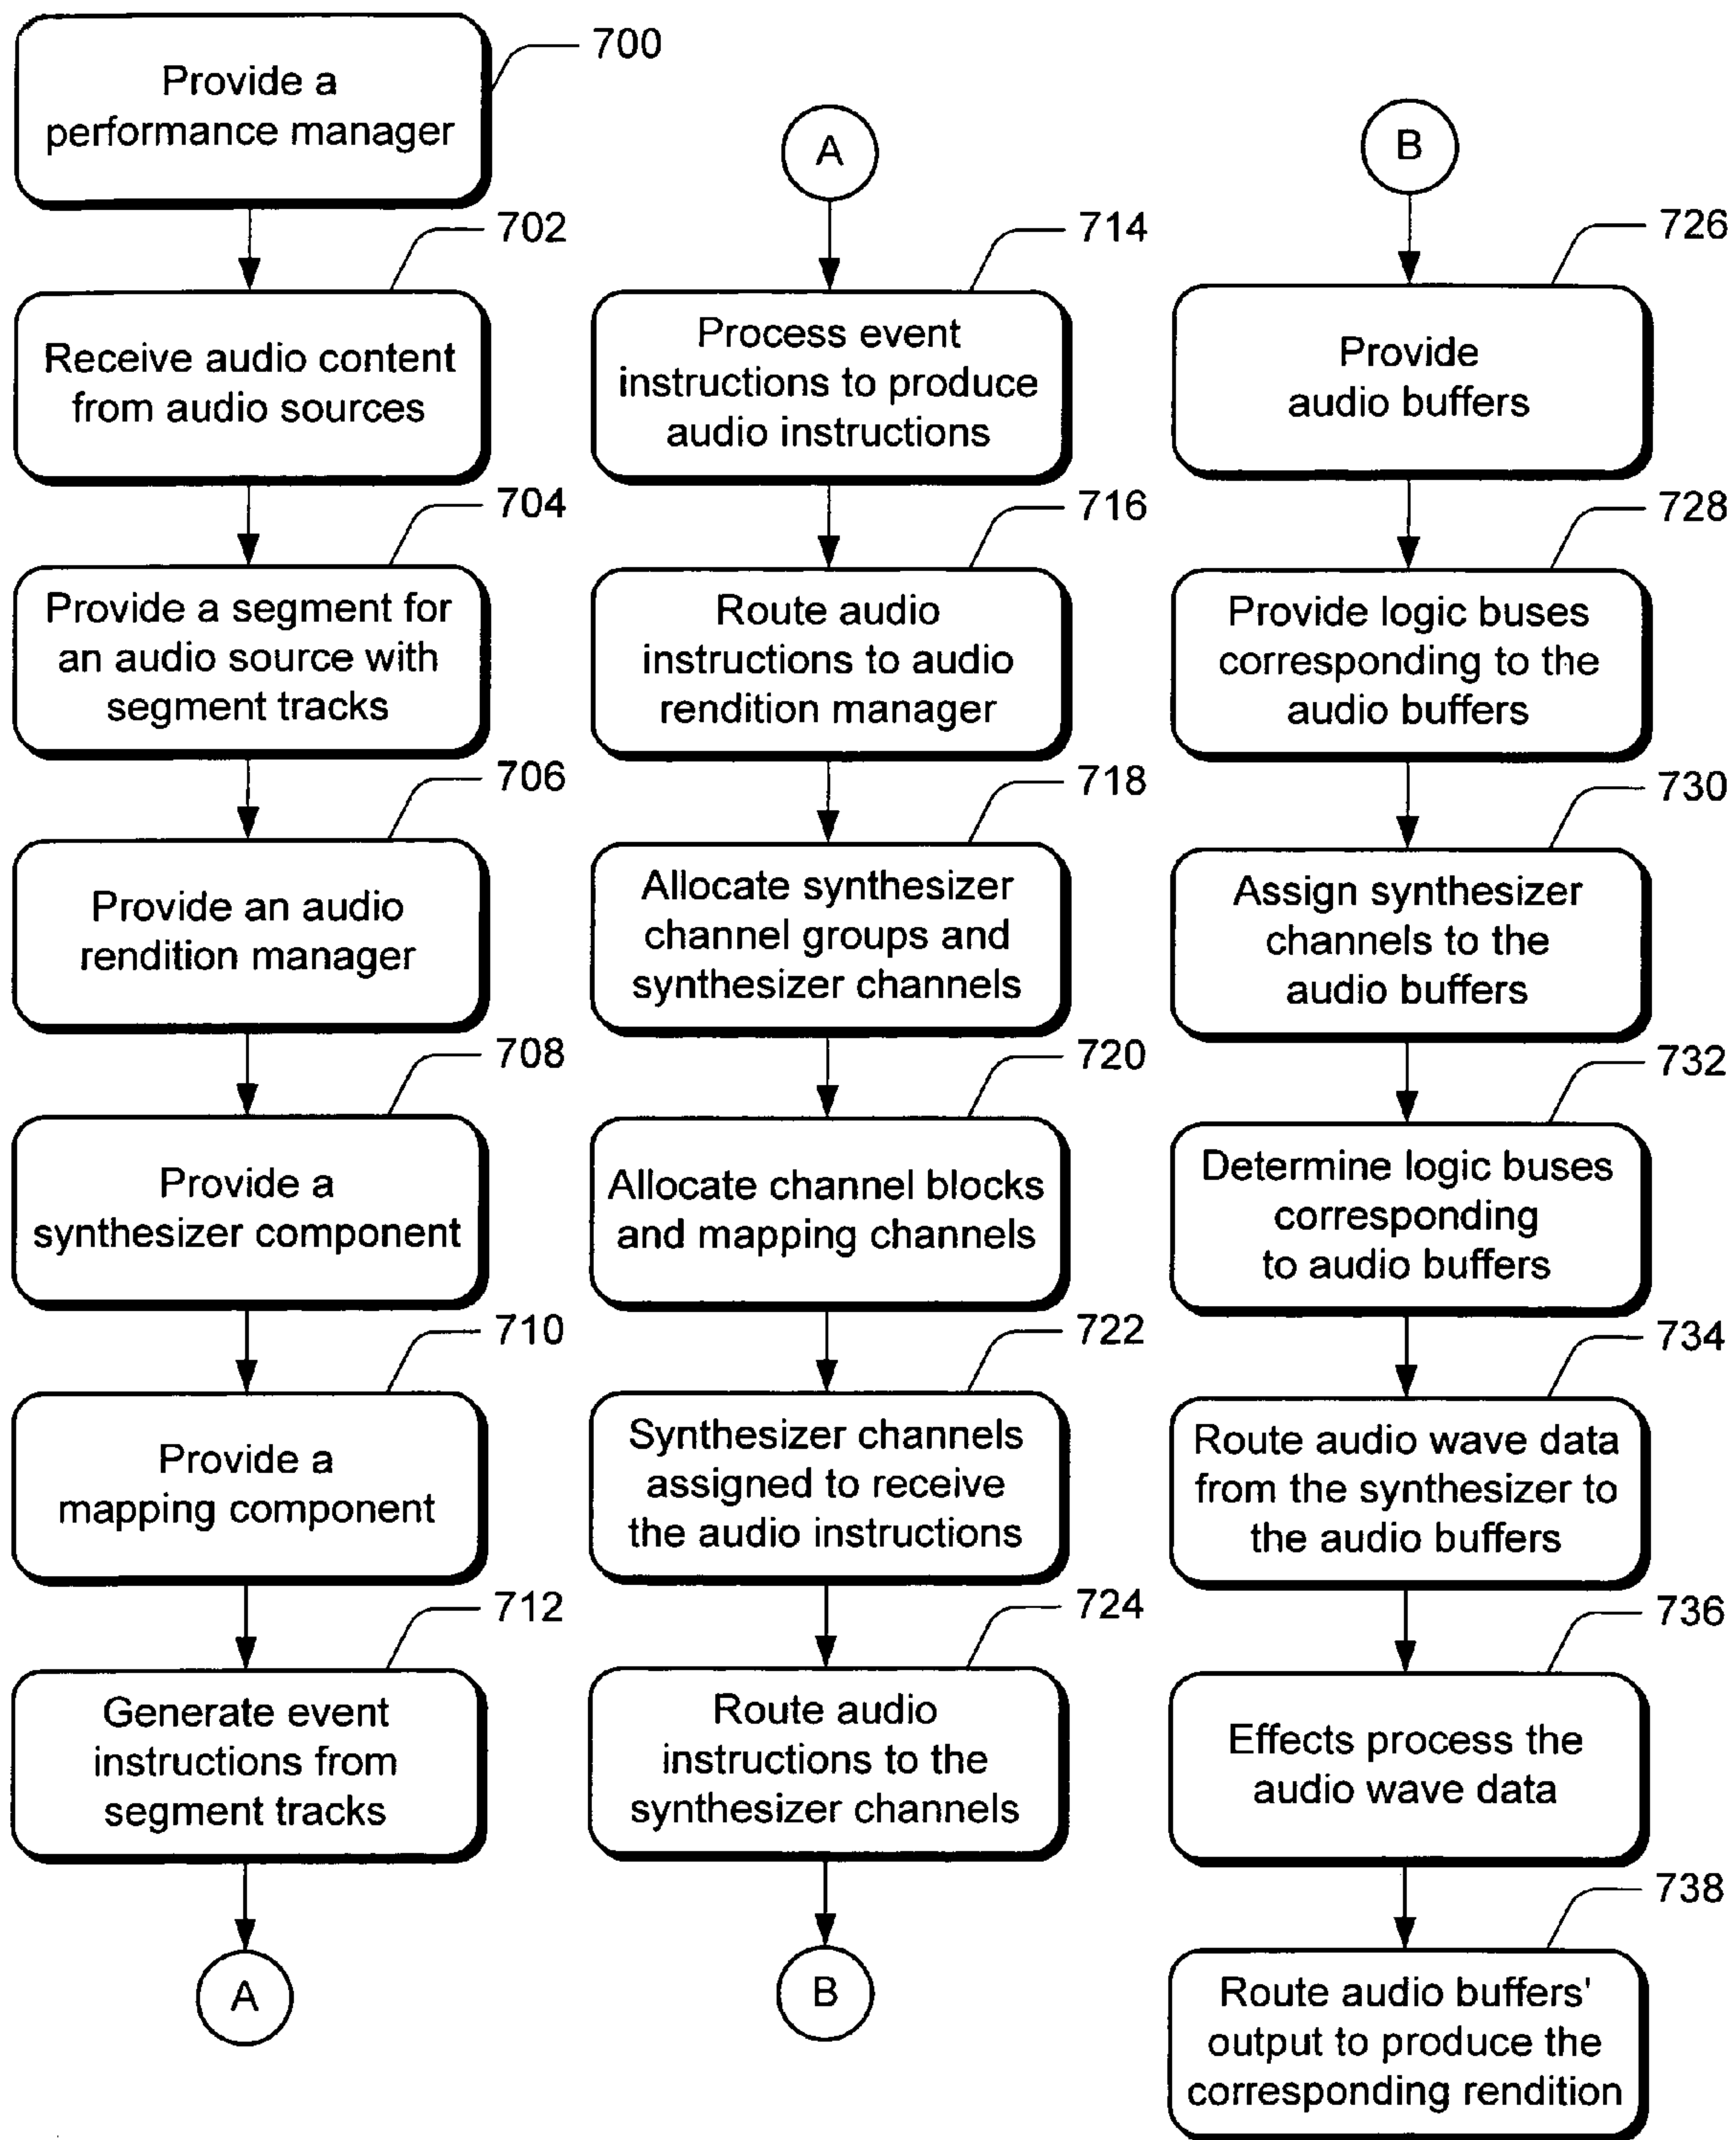 Provide a
performance manager
700
Receive audio content
from audio sources
702
Provide a segment for
an audio source with
segment tracks
704
Provide an audio
rendition manager
706
Provide a
synthesizer component
708
Provide a
mapping component
710
Generate event
instructions from
segment tracks
712
A
A
Process event
instructions to produce
audio instructions
714
Route audio
instructions to audio
rendition manager
716
Allocate synthesizer
channel groups and
synthesizer channels
718
Allocate channel blocks
and mapping channels
720
Synthesizer channels
assigned to receive
the audio instructions
722
Route audio
instructions to the
synthesizer channels
724
B
B
Provide
audio buffers
726
Provide logic buses
corresponding to the
audio buffers
728
Assign synthesizer
channels to the
audio buffers
730
Determine logic buses
corresponding
to audio buffers
732
Route audio wave data
from the synthesizer to
the audio buffers
734
Effects process the
audio wave data
736
Route audio buffers'
output to produce the
corresponding rendition
738